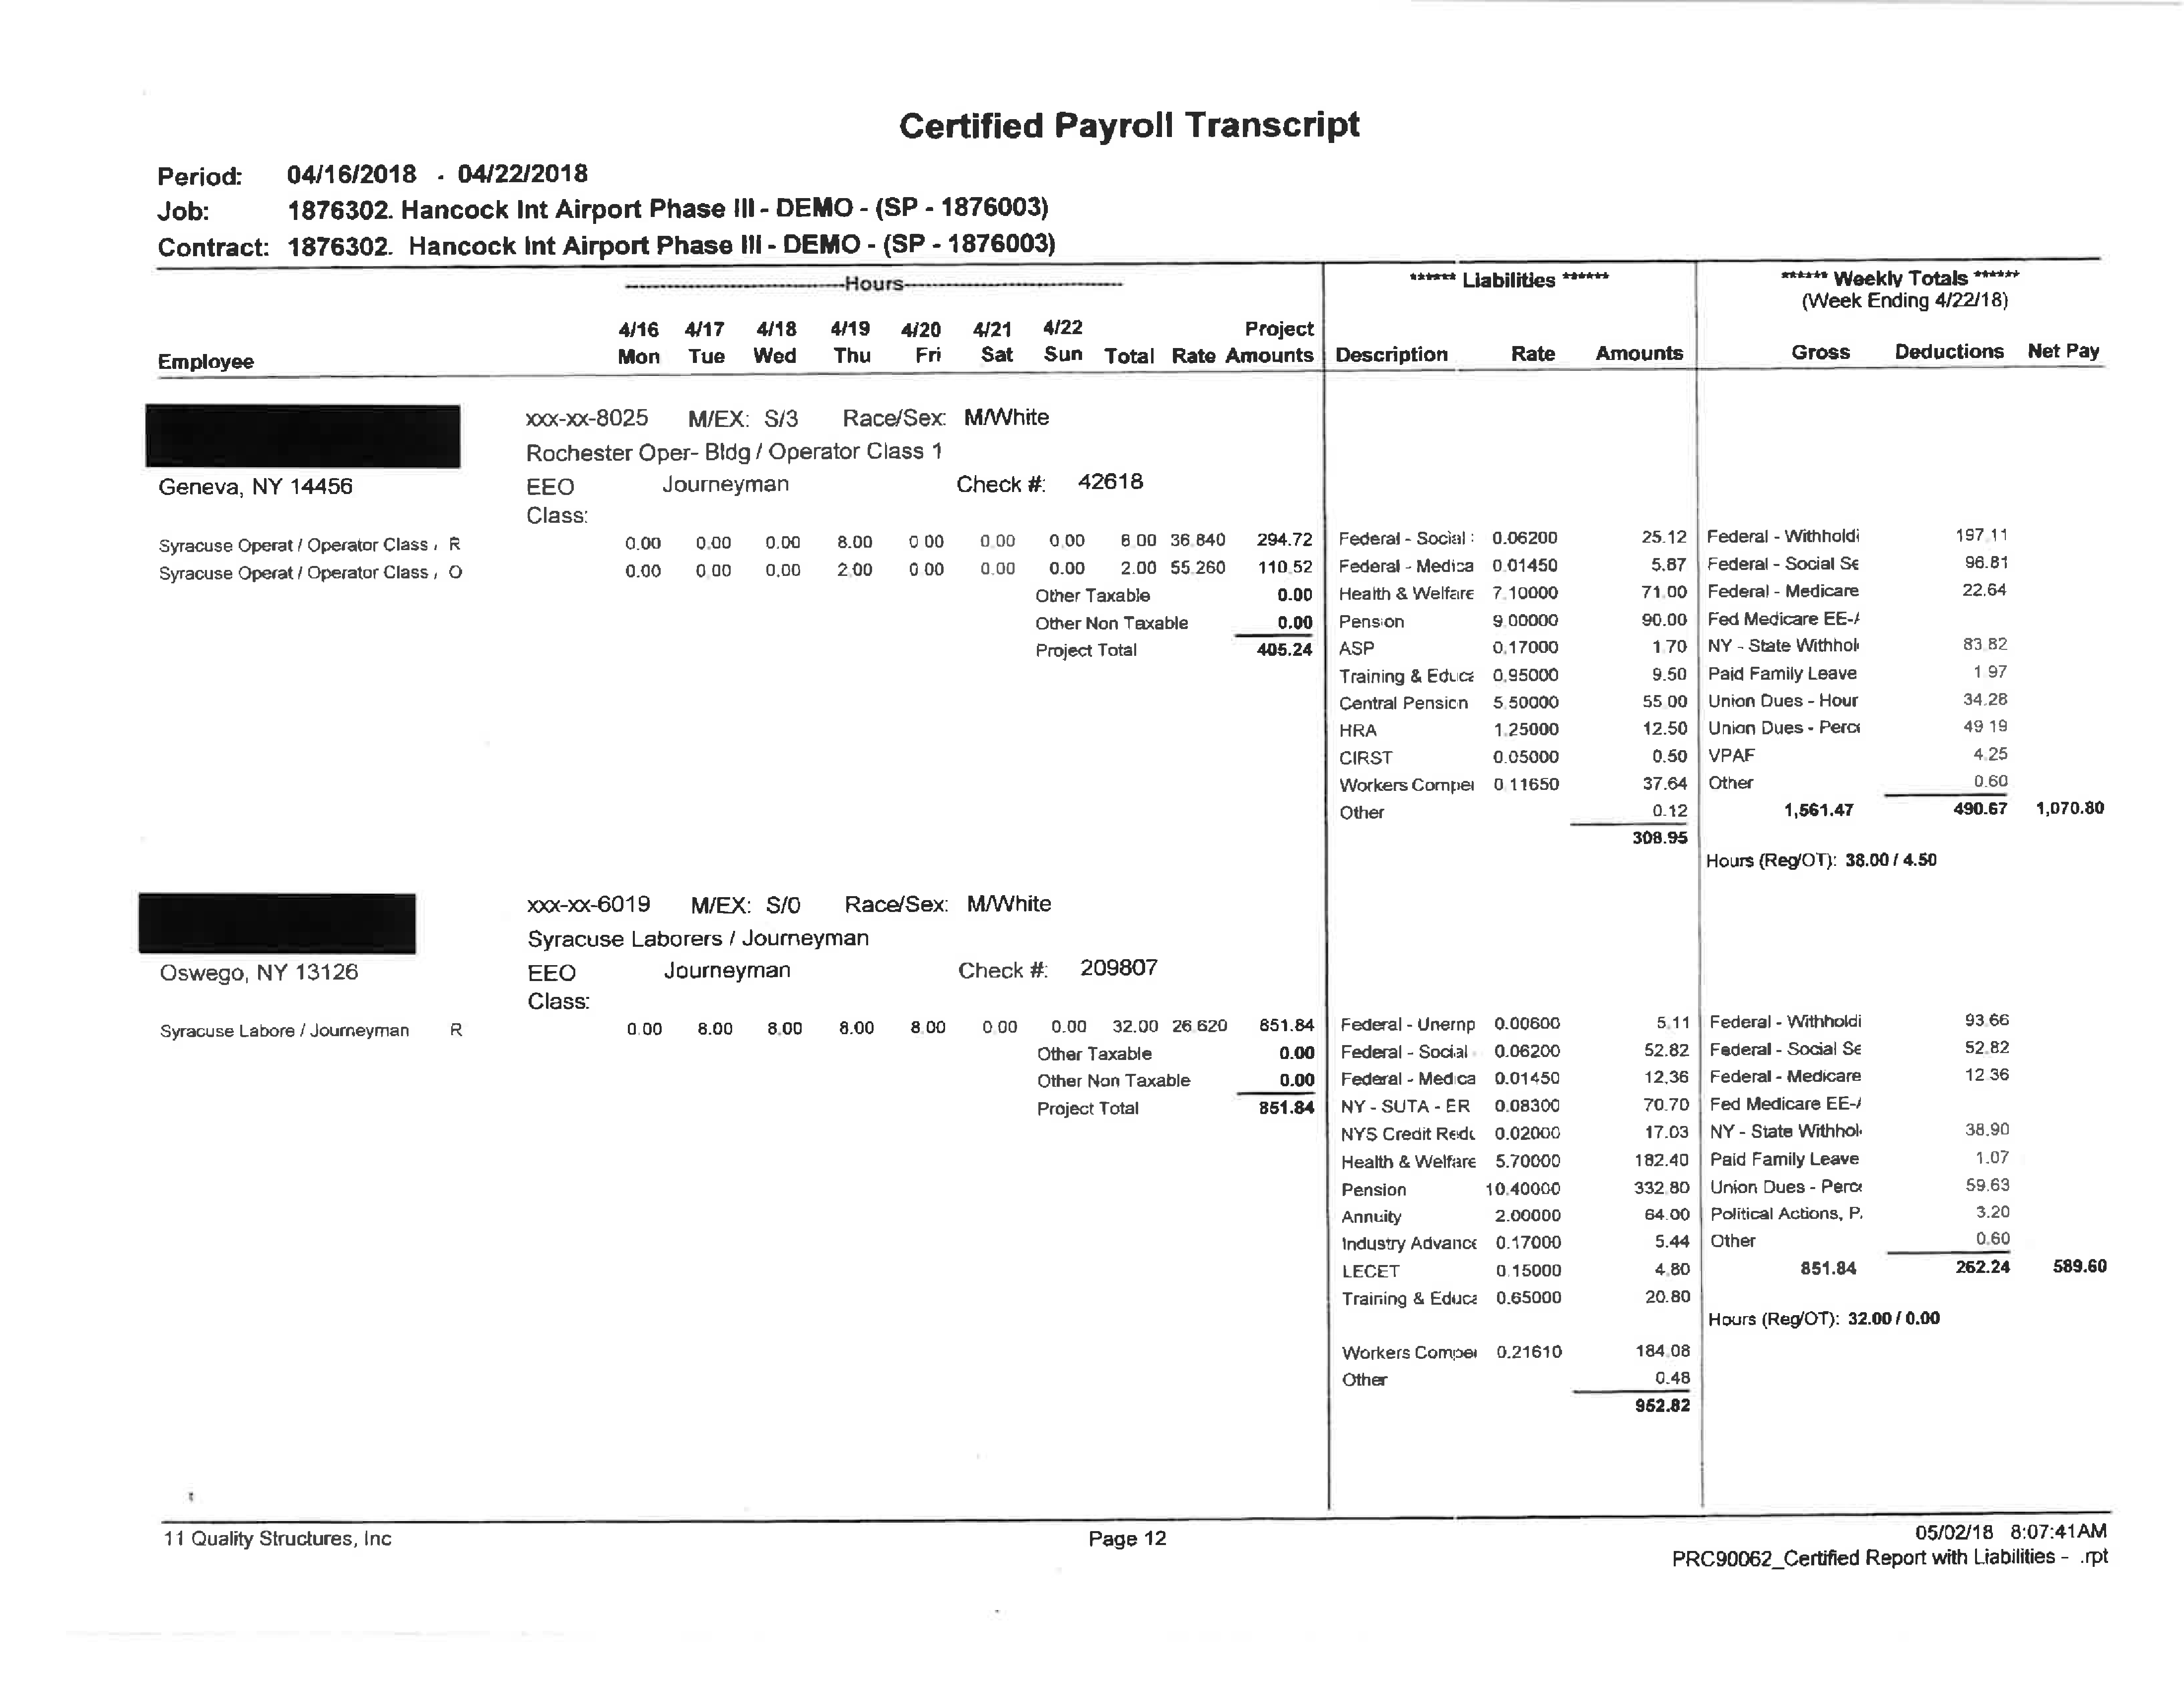 Certified Payroll Transcript
Period: 04/16/2018 - 04/22/2018
Job: 1876302. Hancock Int Airport Phase III - DEMO - (SP - 1876003)
Contract: 1876302. Hancock Int Airport Phase III - DEMO - (SP - 1876003)
Hours
****** Liabilities ******
****** Weekly Totals ******
(Week Ending 4/22/18)
4/16 4/17 4/18 4/19 4/20 4/21 4/22 Project
Employee Mon Tue Wed Thu Fri Sat Sun Total Rate Amounts Description Rate Amounts Gross Deductions Net Pay
xxx-xx-8025 M/EX: S/3 Race/Sex: M/White
Rochester Oper- Bldg / Operator Class 1
Geneva, NY 14456 EEO Journeyman Check #: 42618
Class:
Syracuse Operat / Operator Class , R 0.00 0.00 0.00 8.00 0.00 0.00 0.00 8.00 36.840 294.72 Federal - Social : 0.06200 25.12 Federal - Withholdi 197.11
Syracuse Operat / Operator Class , O 0.00 0.00 0.00 2.00 0.00 0.00 0.00 2.00 55.260 110.52 Federal - Medica 0.01450 5.87 Federal - Social Se 96.81
Other Taxable 0.00 Health & Welfare 7.10000 71.00 Federal - Medicare 22.64
Other Non Taxable 0.00 Pension 9.00000 90.00 Fed Medicare EE-/
Project Total 405.24 ASP 0.17000 1.70 NY - State Withhol 83.82
Training & Educa 0.95000 9.50 Paid Family Leave 1.97
Central Pension 5.50000 55.00 Union Dues - Hour 34.28
HRA 1.25000 12.50 Union Dues - Perce 49.19
CIRST 0.05000 0.50 VPAF 4.25
Workers Compei 0.11650 37.64 Other 0.60
Other 0.12 1,561.47 490.67 1,070.80
308.95
Hours (Reg/OT): 38.00 / 4.50
xxx-xx-6019 M/EX: S/0 Race/Sex: M/White
Syracuse Laborers / Journeyman
Oswego, NY 13126 EEO Journeyman Check #: 209807
Class:
Syracuse Labore / Journeyman R 0.00 8.00 8.00 8.00 8.00 0.00 0.00 32.00 26.620 851.84 Federal - Unemp 0.00600 5.11 Federal - Withholdi 93.66
Other Taxable 0.00 Federal - Social 0.06200 52.82 Federal - Social Se 52.82
Other Non Taxable 0.00 Federal - Medica 0.01450 12.36 Federal - Medicare 12.36
Project Total 851.84 NY - SUTA - ER 0.08300 70.70 Fed Medicare EE-/
NYS Credit Redu 0.02000 17.03 NY - State Withhol 38.90
Health & Welfare 5.70000 182.40 Paid Family Leave 1.07
Pension 10.40000 332.80 Union Dues - Perce 59.63
Annuity 2.00000 64.00 Political Actions, P. 3.20
Industry Advance 0.17000 5.44 Other 0.60
LECET 0.15000 4.80 851.84 262.24 589.60
Training & Educa 0.65000 20.80
Hours (Reg/OT): 32.00 / 0.00
Workers Compei 0.21610 184.08
Other 0.48
952.82
11 Quality Structures, Inc Page 12 05/02/18 8:07:41AM
PRC90062_Certified Report with Liabilities - .rpt